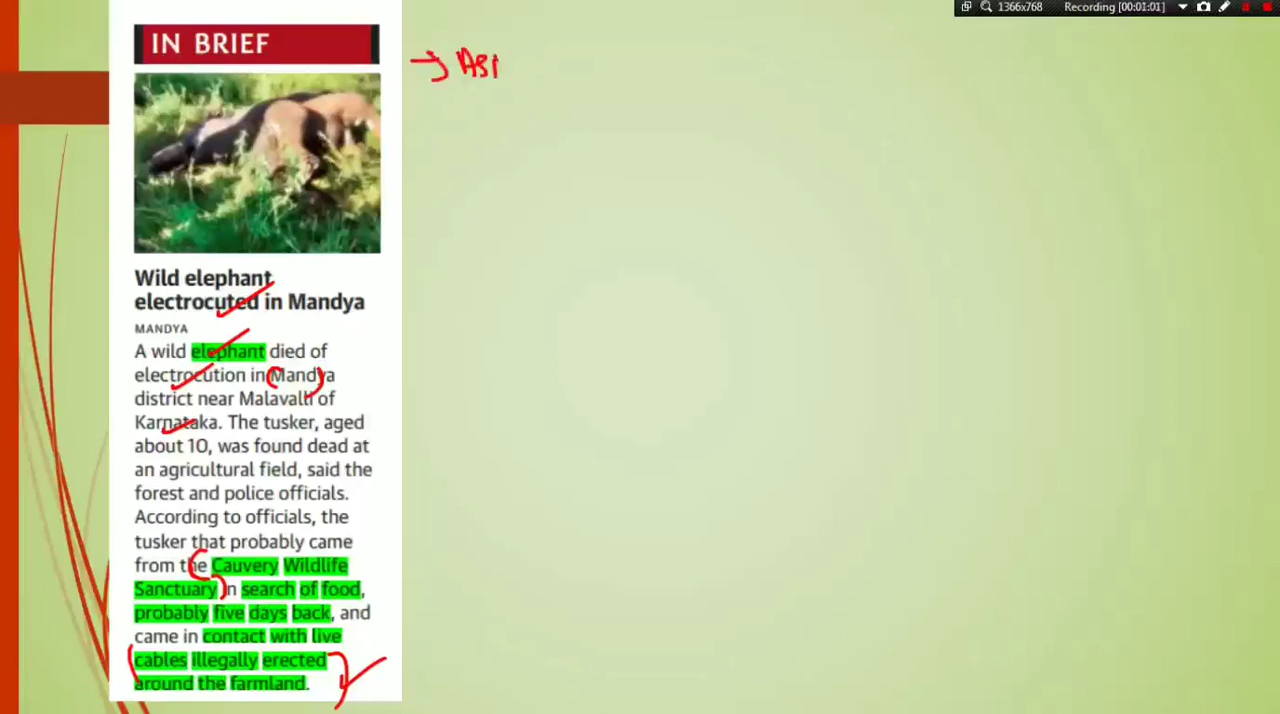 1366x768 Recording [00:01:01]
IN BRIEF
→ ASI
Wild elephant
electrocuted in Mandya
MANDYA
A wild elephant died of
electrocution in Mandya
district near Malavalli of
Karnataka. The tusker, aged
about 10, was found dead at
an agricultural field, said the
forest and police officials.
According to officials, the
tusker that probably came
from the Cauvery Wildlife
Sanctuary in search of food,
probably five days back, and
came in contact with live
cables illegally erected
around the farmland.